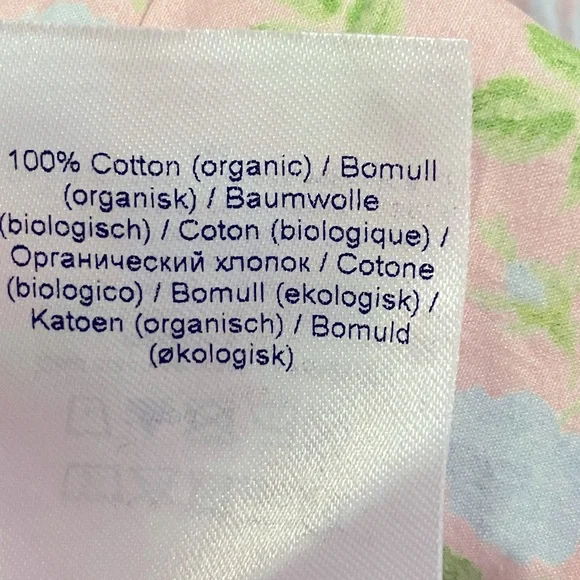 100% Cotton (organic) / Bomull
(organisk) / Baumwolle
(biologisch) / Coton (biologique) /
Органический хлопок / Cotone
(biologico) / Bomull (ekologisk) /
Katoen (organisch) / Bomuld
(økologisk)